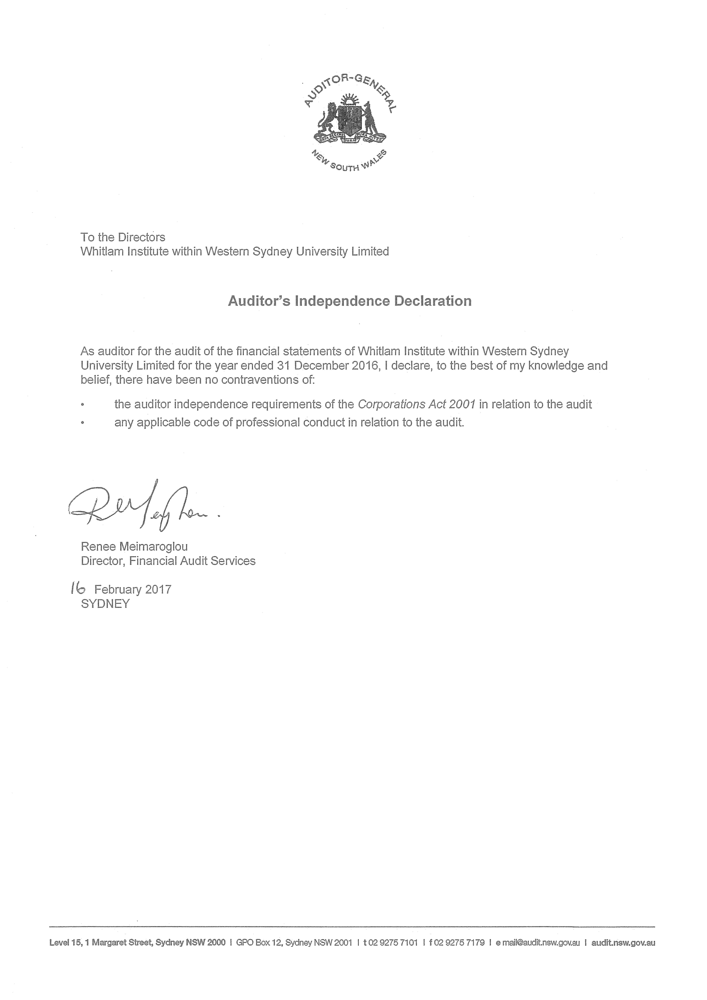 AUDITOR-GENERAL
NEW SOUTH WALES
To the Directors
Whitlam Institute within Western Sydney University Limited
Auditor's Independence Declaration
As auditor for the audit of the financial statements of Whitlam Institute within Western Sydney
University Limited for the year ended 31 December 2016, I declare, to the best of my knowledge and
belief, there have been no contraventions of:
• the auditor independence requirements of the Corporations Act 2001 in relation to the audit
• any applicable code of professional conduct in relation to the audit.
Renee Meimaroglou
Director, Financial Audit Services
16 February 2017
SYDNEY
Level 15, 1 Margaret Street, Sydney NSW 2000 | GPO Box 12, Sydney NSW 2001 | t 02 9275 7101 | f 02 9275 7179 | e mail@audit.nsw.gov.au | audit.nsw.gov.au